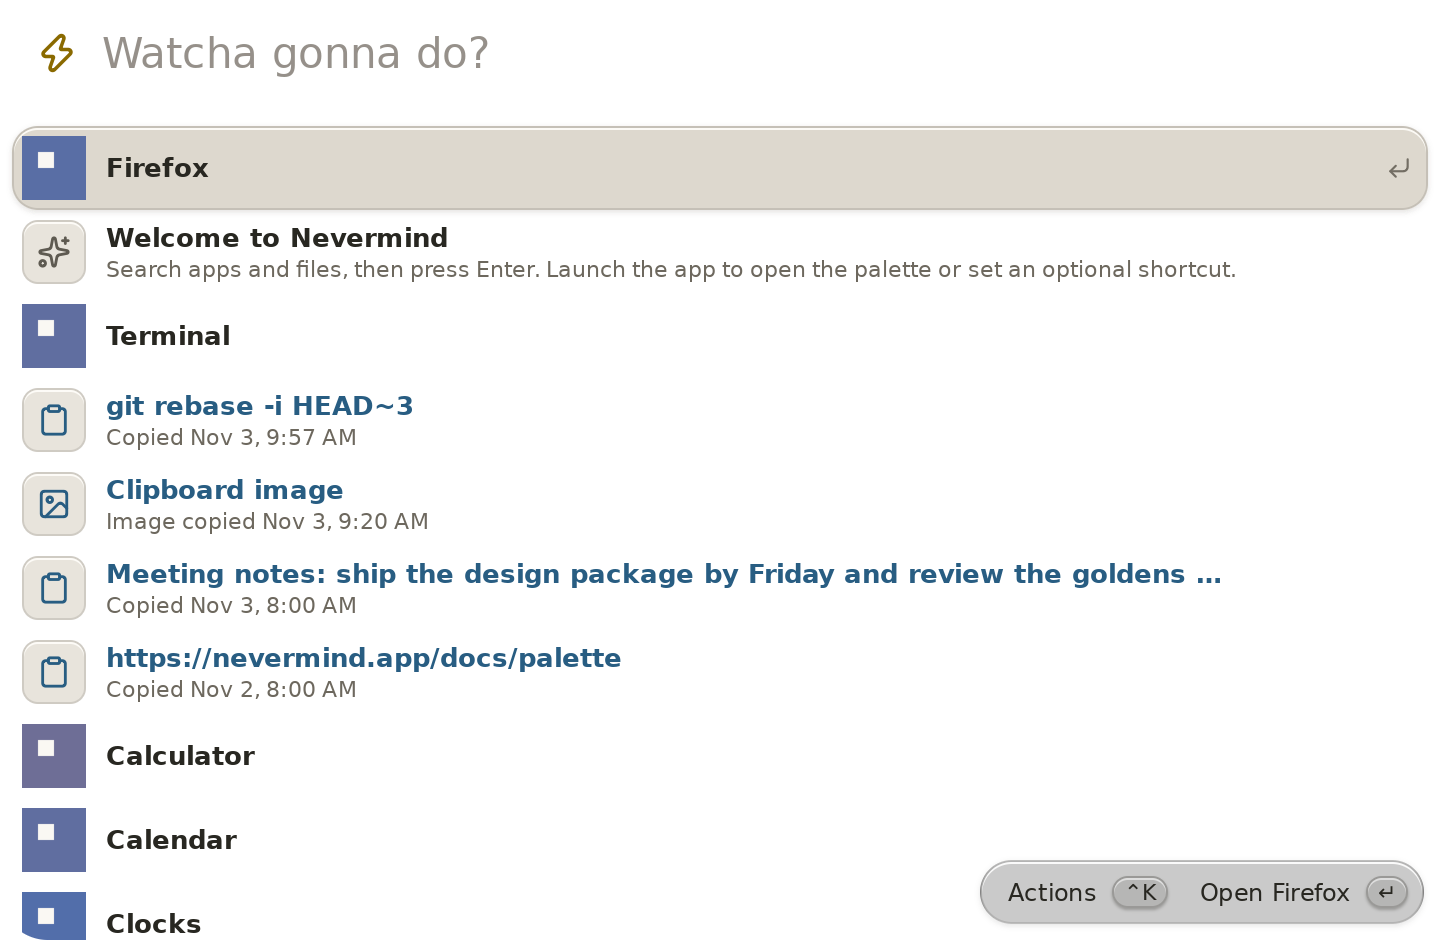 Watcha gonna do?
Firefox
Welcome to Nevermind
Search apps and files, then press Enter. Launch the app to open the palette or set an optional shortcut.
Terminal
git rebase -i HEAD~3
Copied Nov 3, 9:57 AM
Clipboard image
Image copied Nov 3, 9:20 AM
Meeting notes: ship the design package by Friday and review the goldens …
Copied Nov 3, 8:00 AM
https://nevermind.app/docs/palette
Copied Nov 2, 8:00 AM
Calculator
Calendar
Clocks
Actions ^K Open Firefox ↵